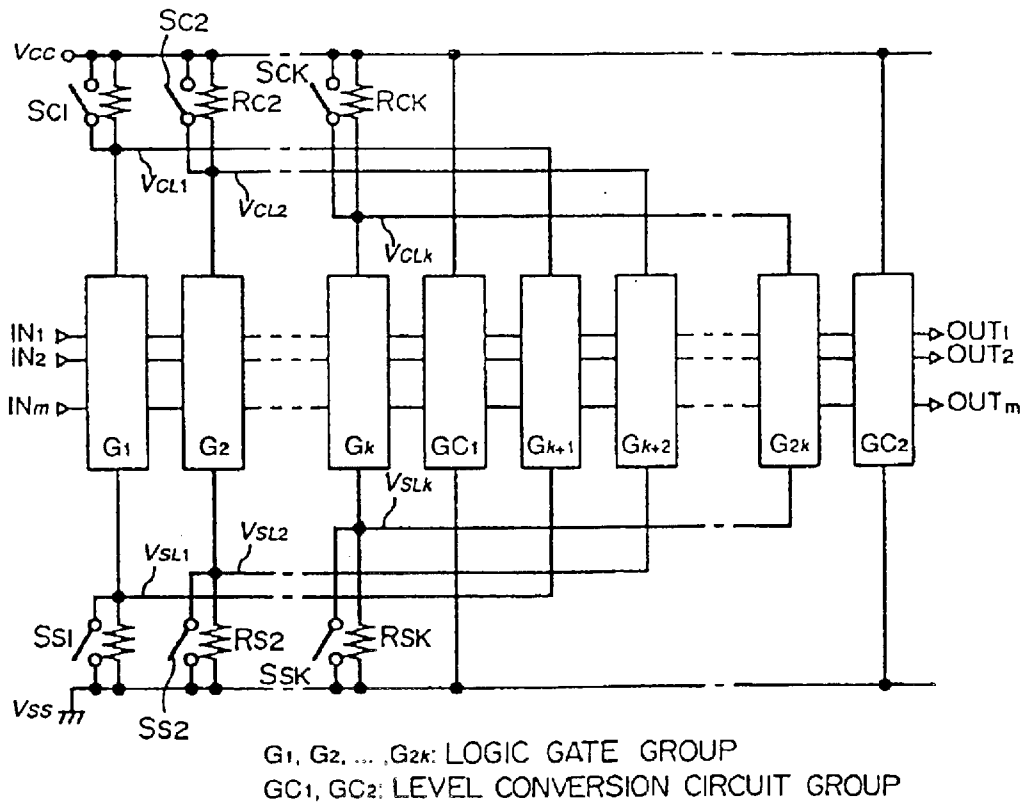 SC2
VCC
SCK
SC1
RC2
RCK
VCL1
VCL2
VCLk
IN1
IN2
INm
OUT1
OUT2
OUTm
G1
G2
Gk
GC1
Gk+1
Gk+2
G2k
GC2
VSLk
VSL2
VSL1
SS1
RS2
RSK
SSK
VSS
SS2
G1, G2, ... ,G2k: LOGIC GATE GROUP
GC1, GC2: LEVEL CONVERSION CIRCUIT GROUP